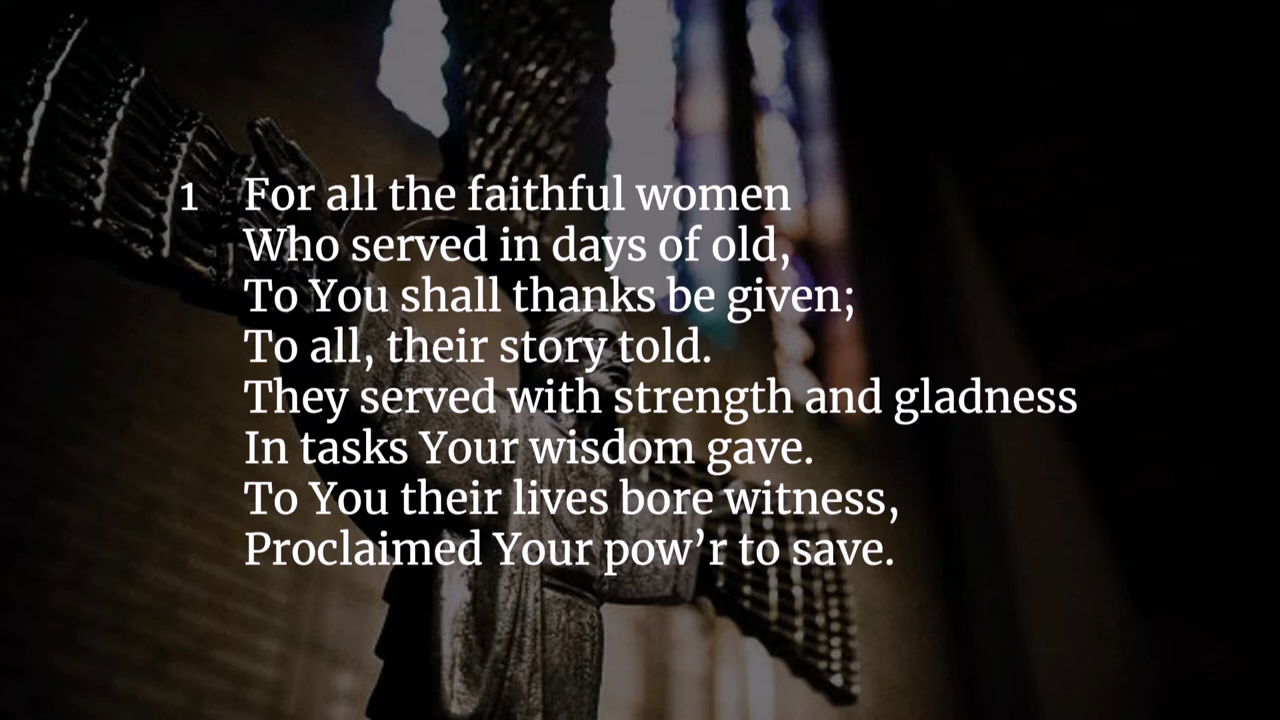 1 For all the faithful women
Who served in days of old,
To You shall thanks be given;
To all, their story told.
They served with strength and gladness
In tasks Your wisdom gave.
To You their lives bore witness,
Proclaimed Your pow’r to save.